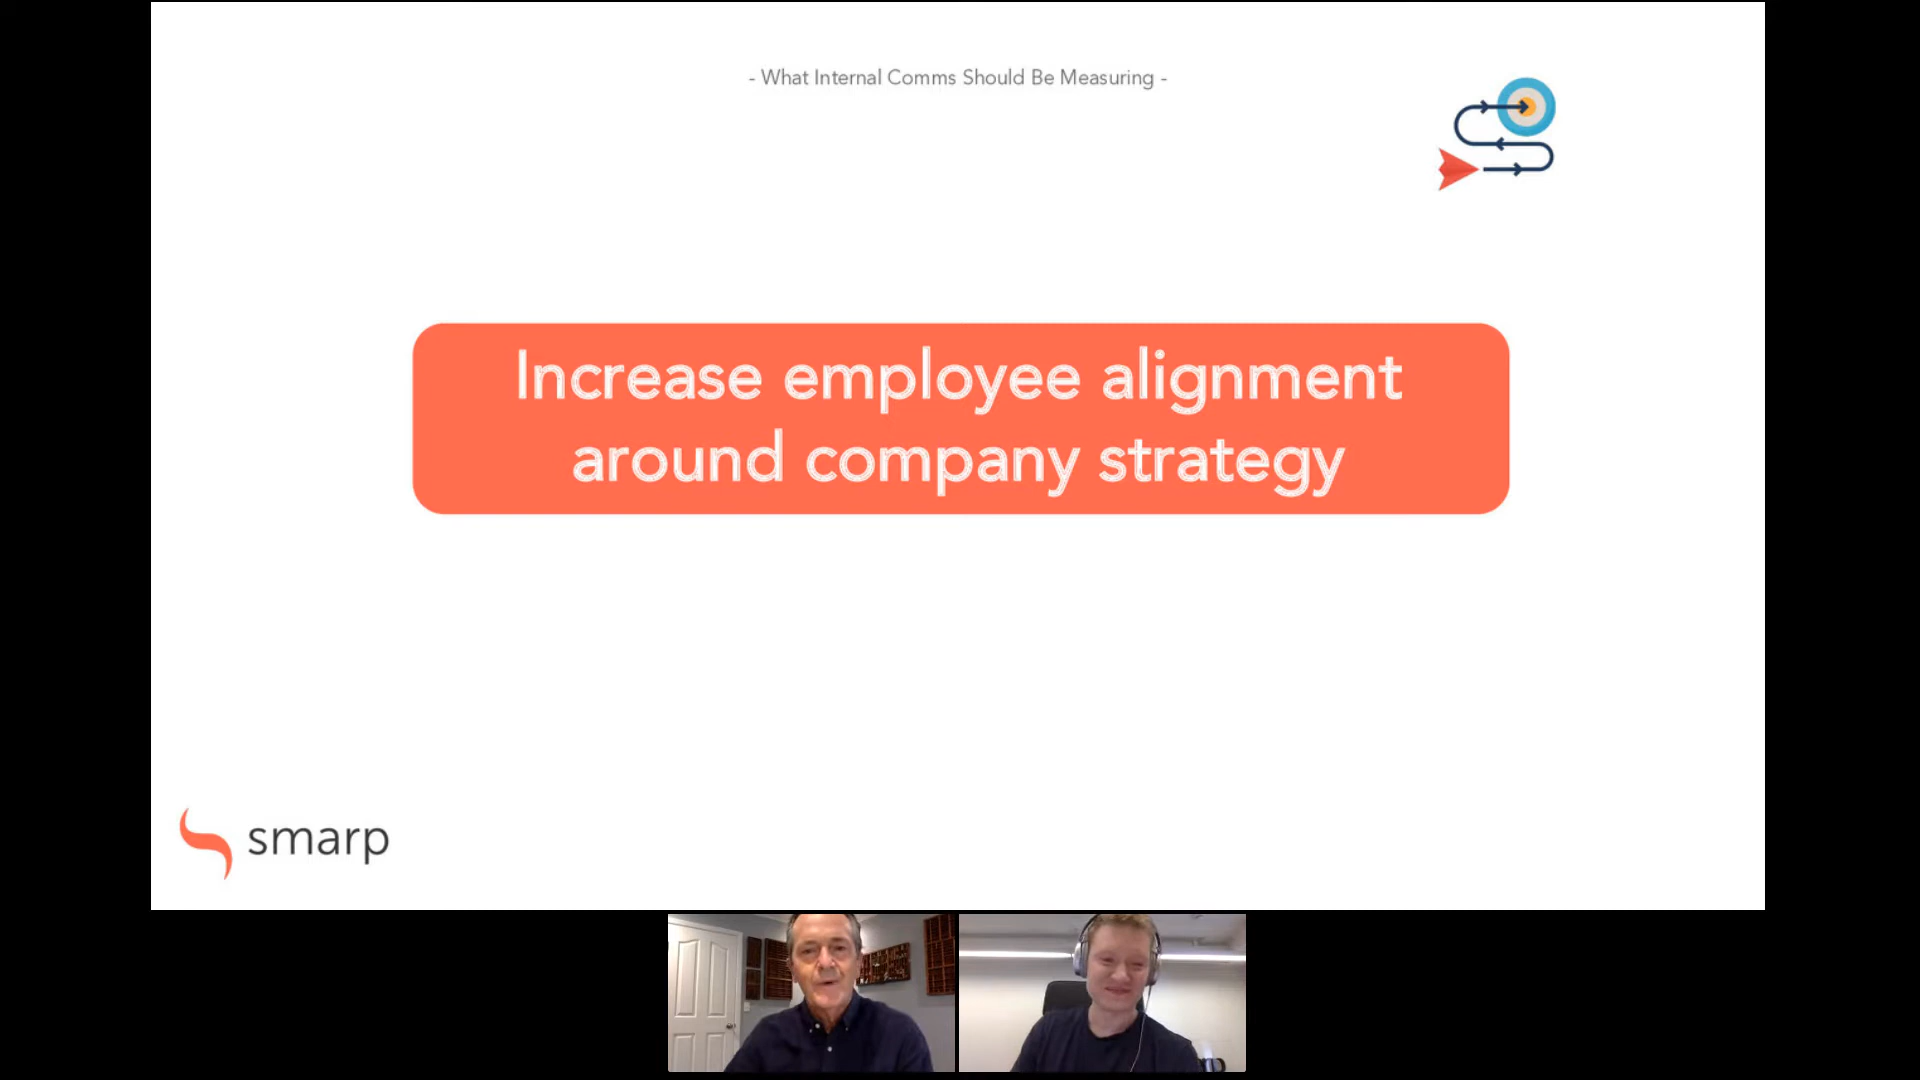 - What Internal Comms Should Be Measuring -
Increase employee alignment
around company strategy
smarp